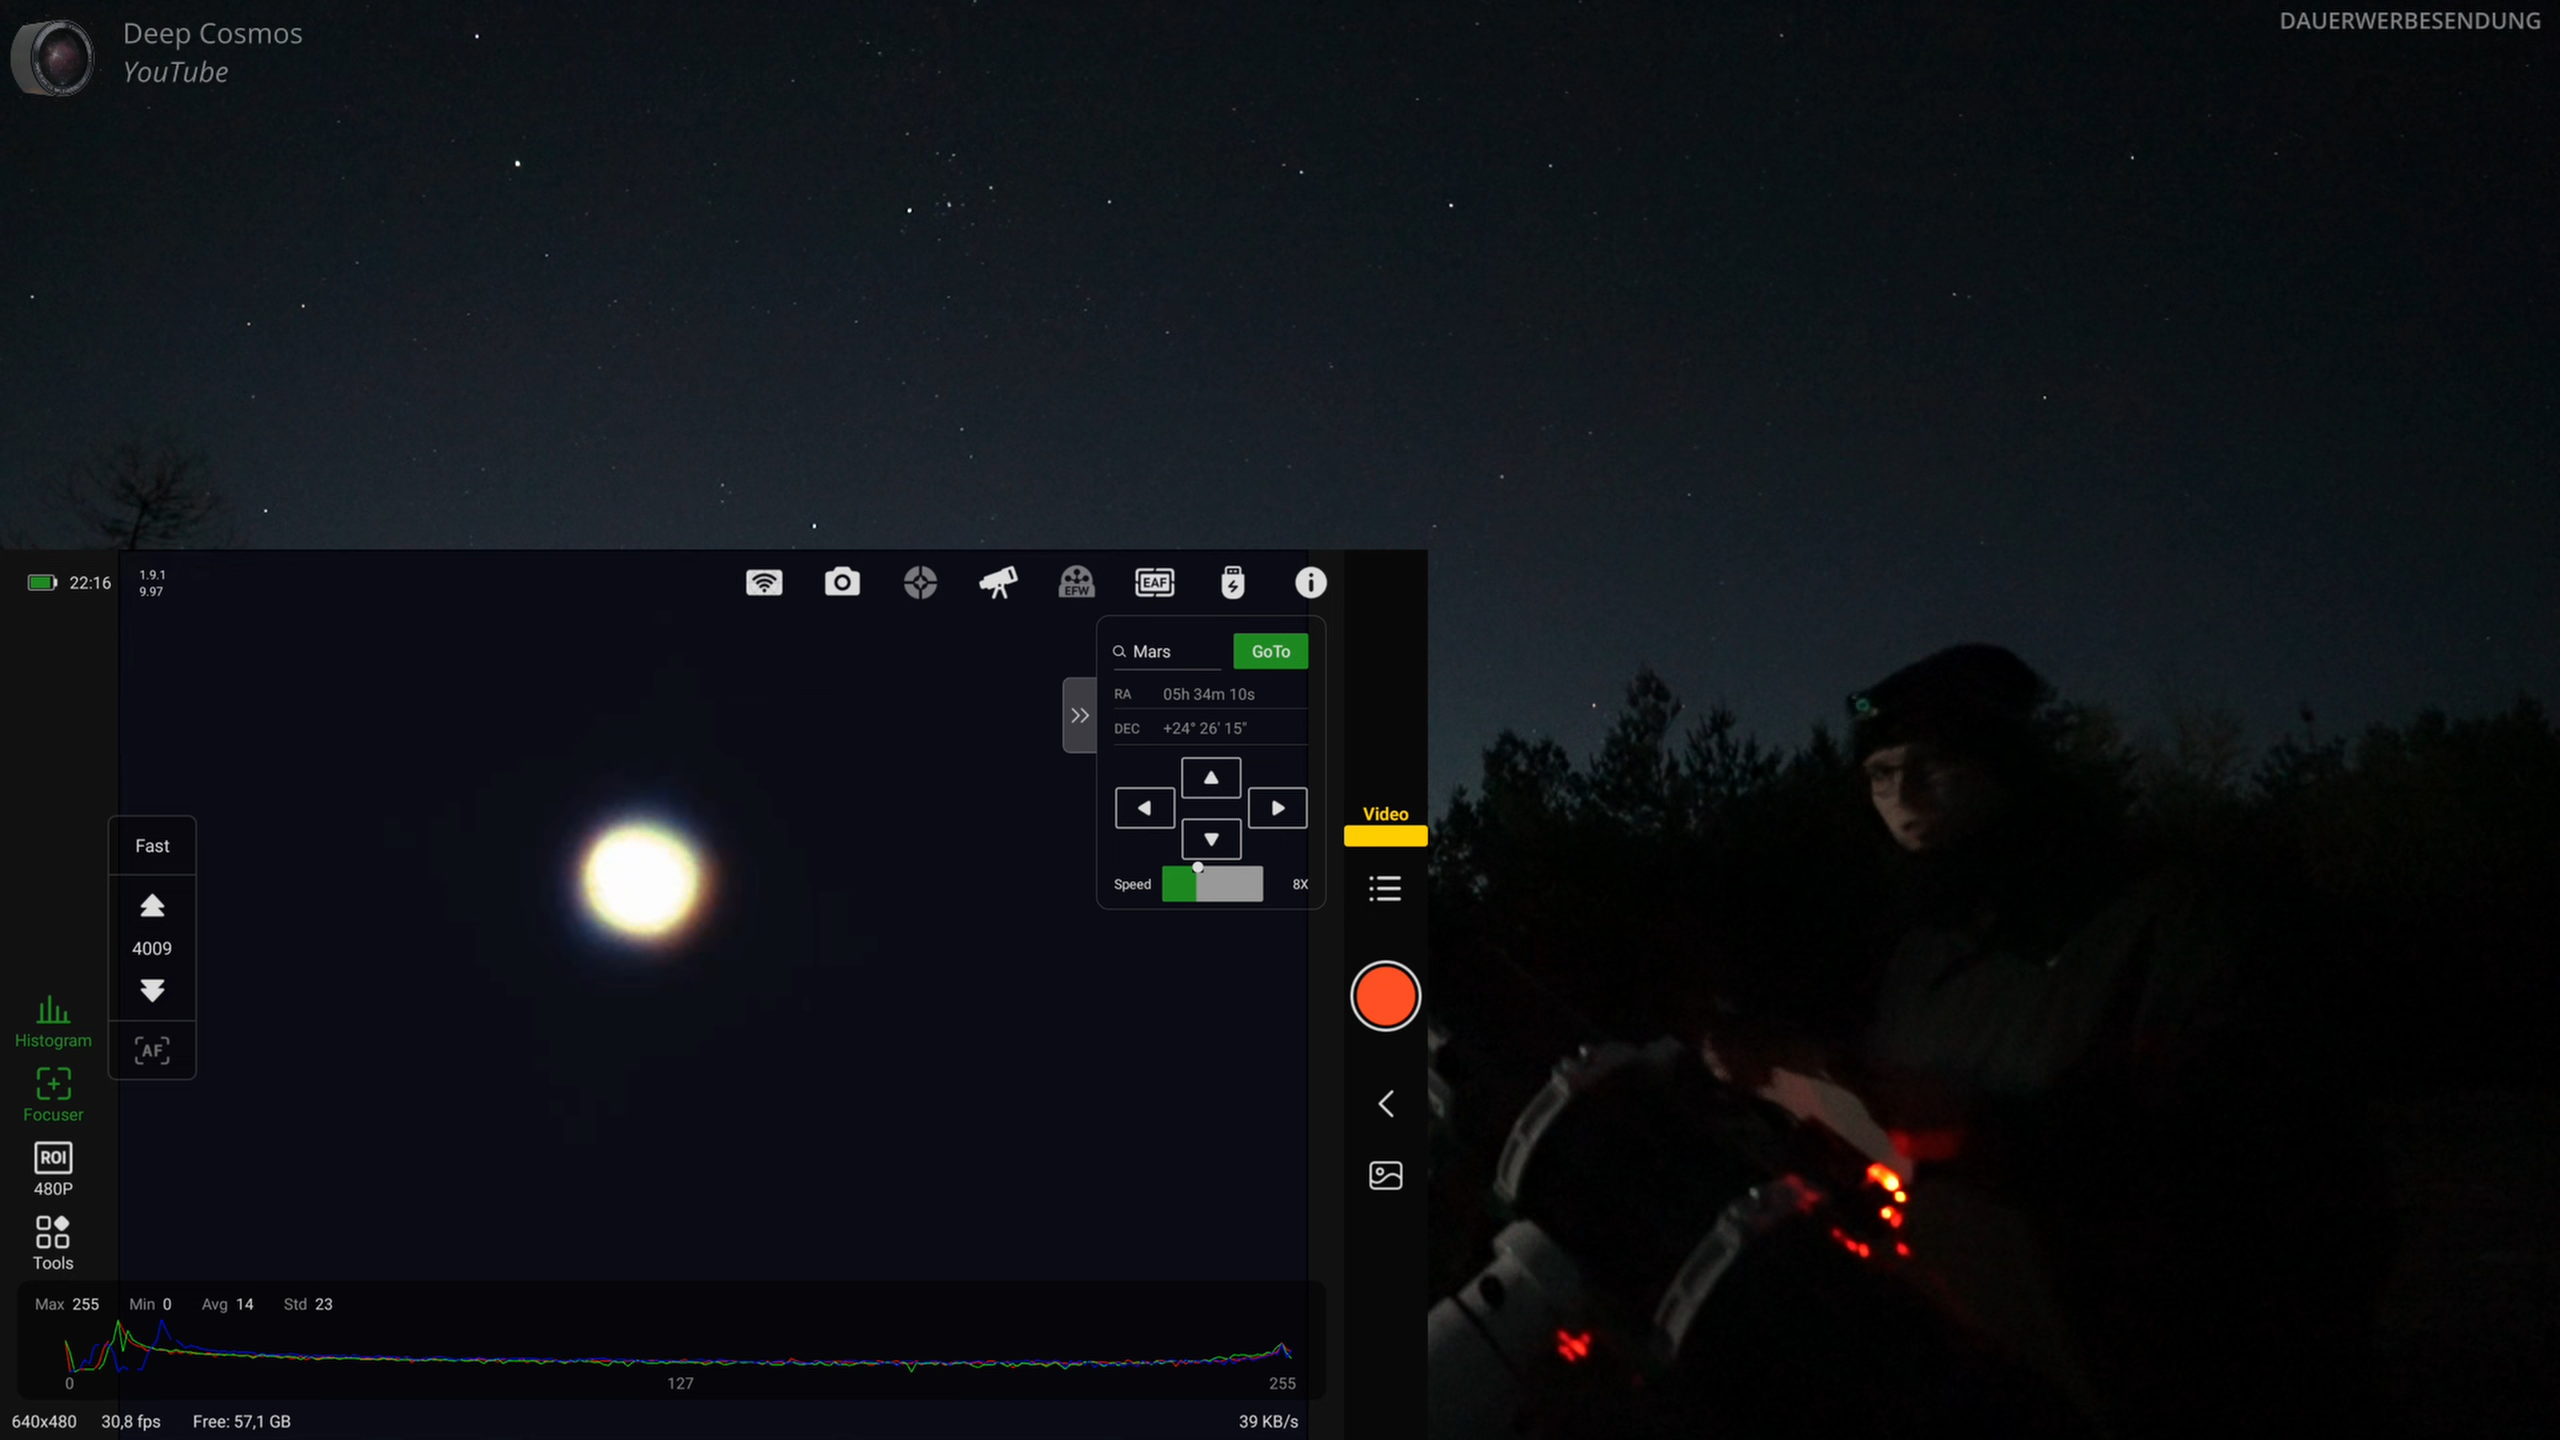 Deep Cosmos
YouTube
DAUERWERBESENDUNG
22:16
1.9.1
9.97
EFW
EAF
Mars
GoTo
RA 05h 34m 10s
DEC +24° 26' 15"
Speed 8X
Video
Fast
4009
AF
Histogram
Focuser
ROI
480P
Tools
Max 255 Min 0 Avg 14 Std 23
0 127 255
640x480 30,8 fps Free: 57,1 GB 39 KB/s